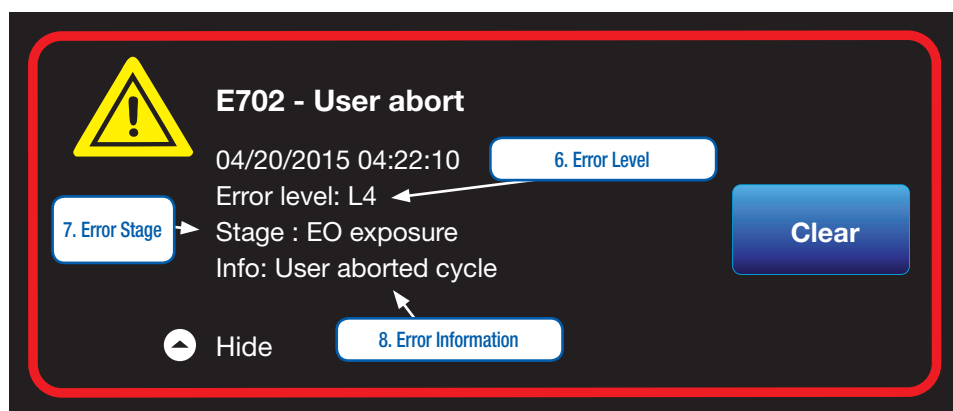 E702 - User abort
04/20/2015 04:22:10
6. Error Level
Error level: L4
7. Error Stage
Stage : EO exposure
Clear
Info: User aborted cycle
Hide
8. Error Information